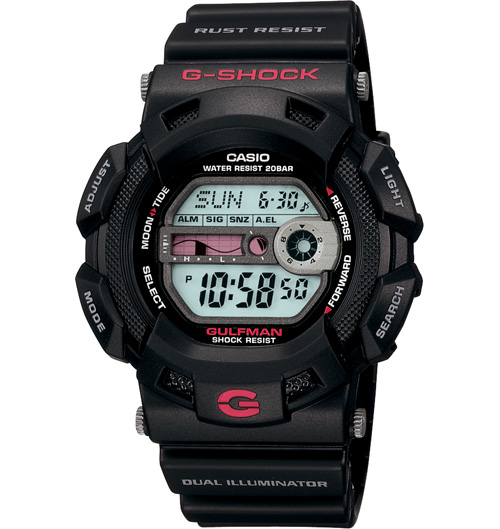 RUST RESIST
G-SHOCK
CASIO
WATER RESIST 20BAR
ADJUST
LIGHT
MOON TIDE
REVERSE
SUN 6:30
ALM SIG SNZ A.EL
H L
SELECT
FORWARD
10:58 50
MODE
SEARCH
GULFMAN
SHOCK RESIST
G
DUAL ILLUMINATOR